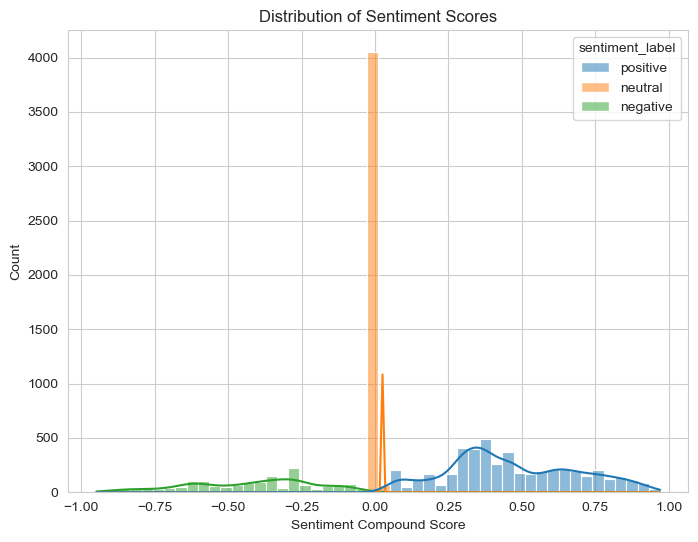 Distribution of Sentiment Scores
sentiment_label
positive
neutral
negative
4000
3500
3000
2500
2000
1500
1000
500
0
Count
−1.00 −0.75 −0.50 −0.25 0.00 0.25 0.50 0.75 1.00
Sentiment Compound Score